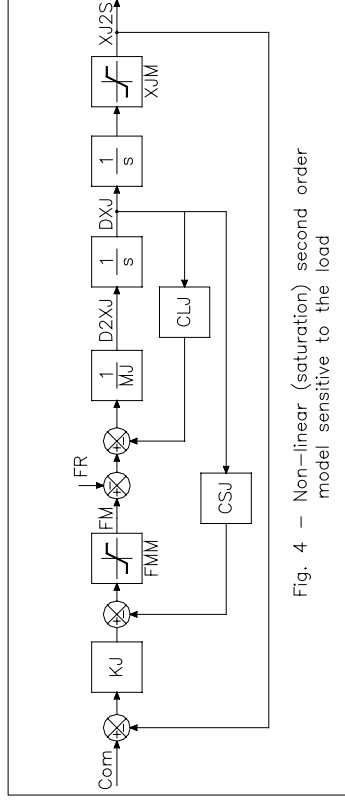 Com
KJ
FMM
FM
FR
1
MJ
D2XJ
1
s
DXJ
1
s
XJM
XJ2S
CLJ
CSJ
Fig. 4 – Non–linear (saturation) second order
model sensitive to the load